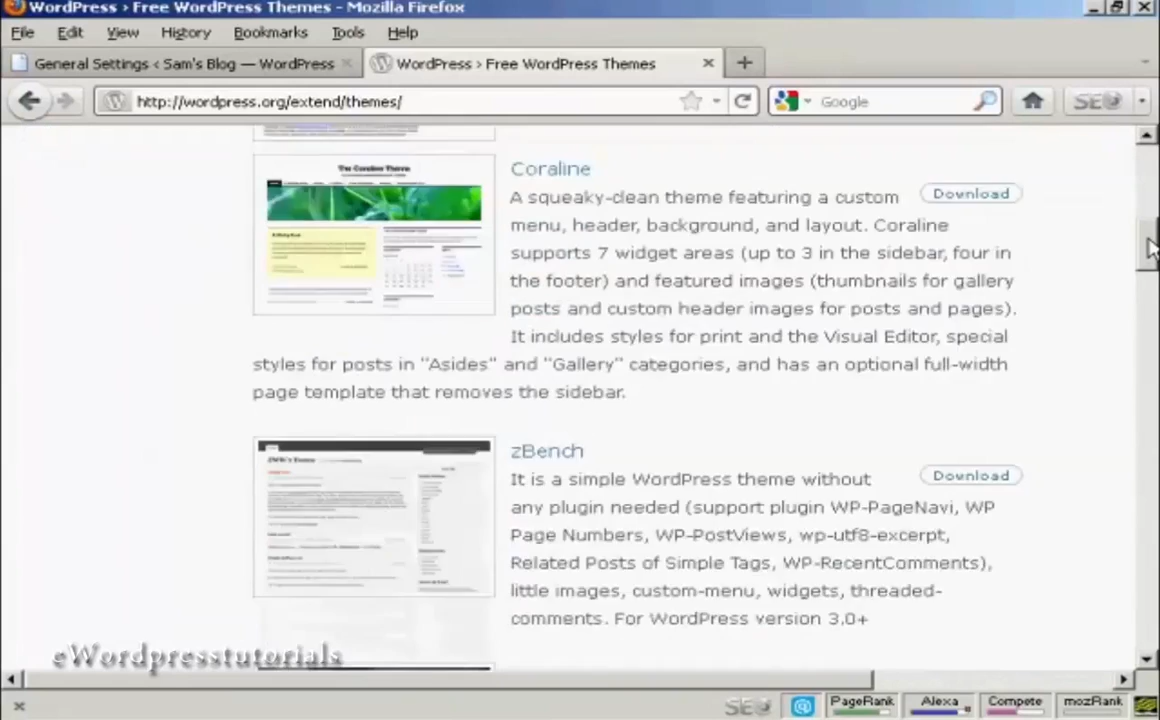 WordPress › Free WordPress Themes - Mozilla Firefox
File Edit View History Bookmarks Tools Help
General Settings ‹ Sam's Blog — WordPress
WordPress › Free WordPress Themes
http://wordpress.org/extend/themes/
Google
SEO
The Coraline Theme
Coraline
Download
A squeaky-clean theme featuring a custom
menu, header, background, and layout. Coraline
supports 7 widget areas (up to 3 in the sidebar, four in
the footer) and featured images (thumbnails for gallery
posts and custom header images for posts and pages).
It includes styles for print and the Visual Editor, special
styles for posts in "Asides" and "Gallery" categories, and has an optional full-width
page template that removes the sidebar.
zBench
Download
It is a simple WordPress theme without
any plugin needed (support plugin WP-PageNavi, WP
Page Numbers, WP-PostViews, wp-utf8-excerpt,
Related Posts of Simple Tags, WP-RecentComments),
little images, custom-menu, widgets, threaded-
comments. For WordPress version 3.0+
eWordpresstutorials
SEO
PageRank
Alexa
Compete
mozRank